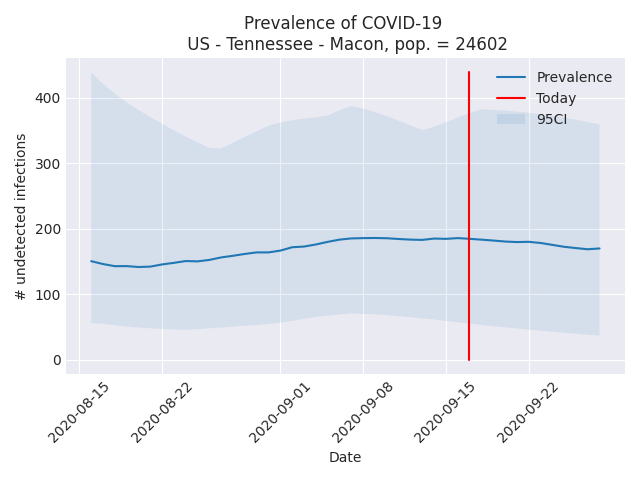 Prevalence of COVID-19
US - Tennessee - Macon, pop. = 24602
Prevalence
Today
95CI
# undetected infections
400
300
200
100
0
2020-08-15
2020-08-22
2020-09-01
2020-09-08
2020-09-15
2020-09-22
Date